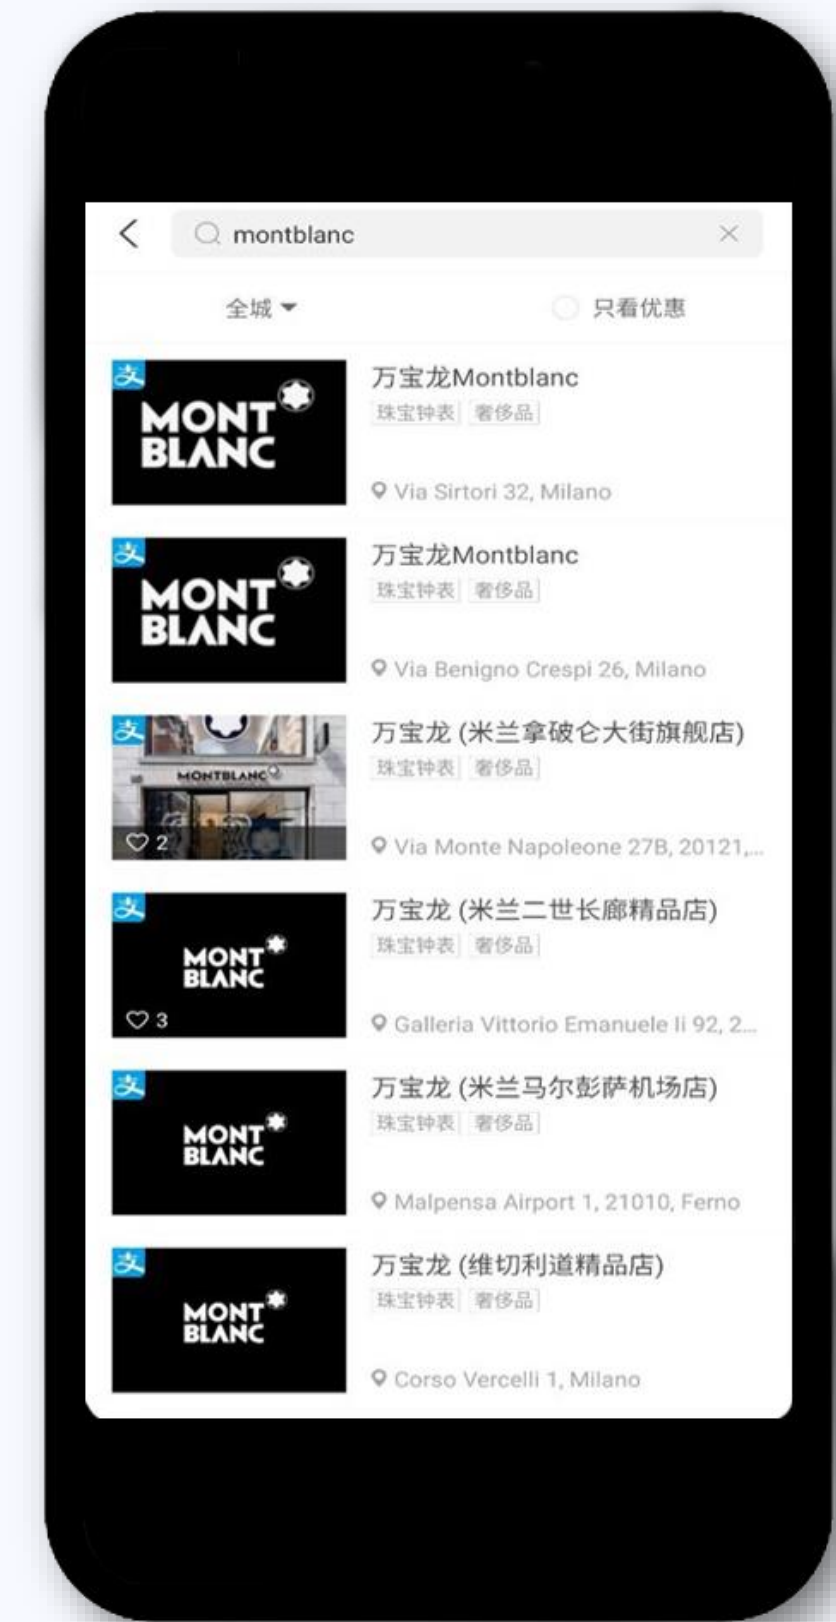 montblanc
全城 只看优惠
支
MONT
BLANC
万宝龙Montblanc
珠宝钟表 奢侈品
Via Sirtori 32, Milano
支
MONT
BLANC
万宝龙Montblanc
珠宝钟表 奢侈品
Via Benigno Crespi 26, Milano
支
MONTBLANC
2
万宝龙 (米兰拿破仑大街旗舰店)
珠宝钟表 奢侈品
Via Monte Napoleone 27B, 20121,...
支
MONT
BLANC
3
万宝龙 (米兰二世长廊精品店)
珠宝钟表 奢侈品
Galleria Vittorio Emanuele Ii 92, 2...
支
MONT
BLANC
万宝龙 (米兰马尔彭萨机场店)
珠宝钟表 奢侈品
Malpensa Airport 1, 21010, Ferno
支
MONT
BLANC
万宝龙 (维切利道精品店)
珠宝钟表 奢侈品
Corso Vercelli 1, Milano